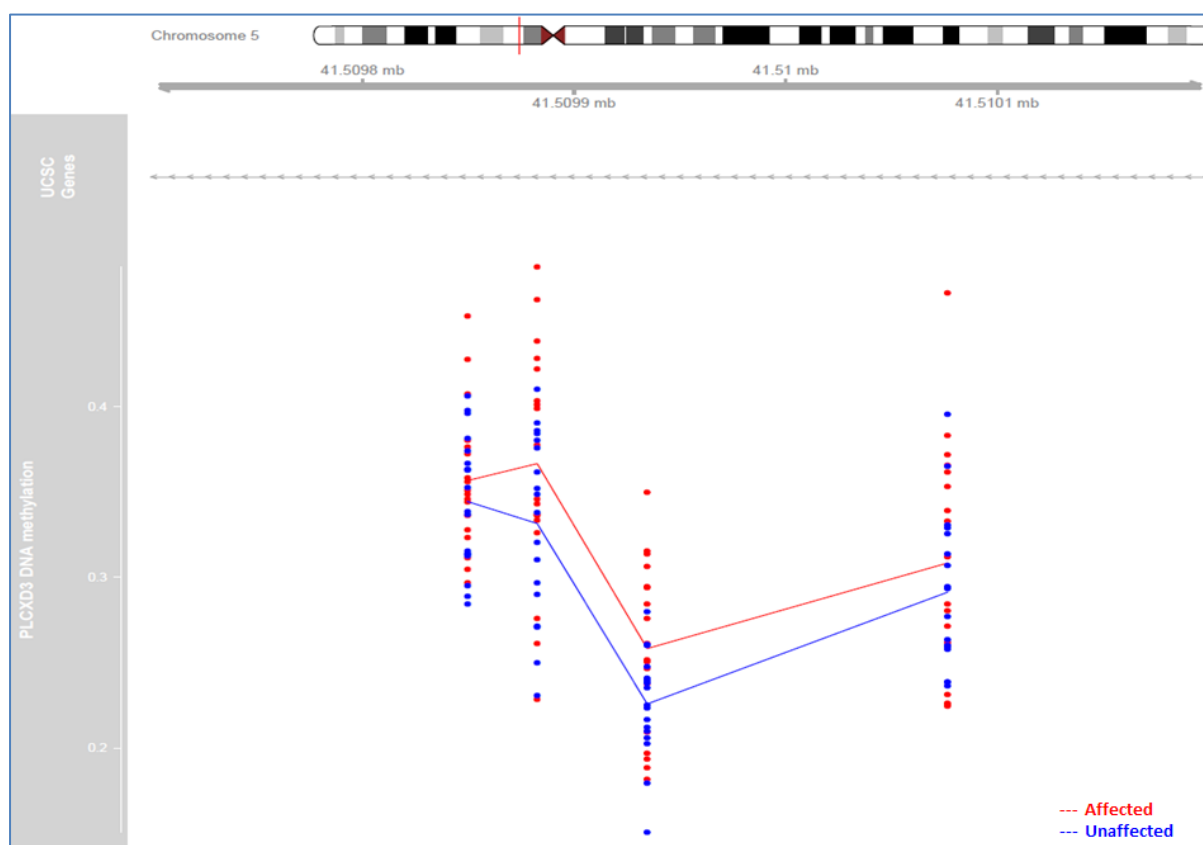 Chromosome 5
41.5098 mb
41.51 mb
41.5099 mb
41.5101 mb
UCSC
Genes
0.4
0.3
0.2
PLCXD3 DNA methylation
--- Affected
--- Unaffected